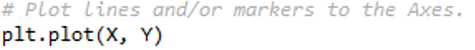 # Plot lines and/or markers to the Axes.
plt.plot(X, Y)